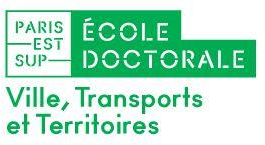 PARIS
EST
SUP
ÉCOLE
DOCTORALE
Ville, Transports
et Territoires